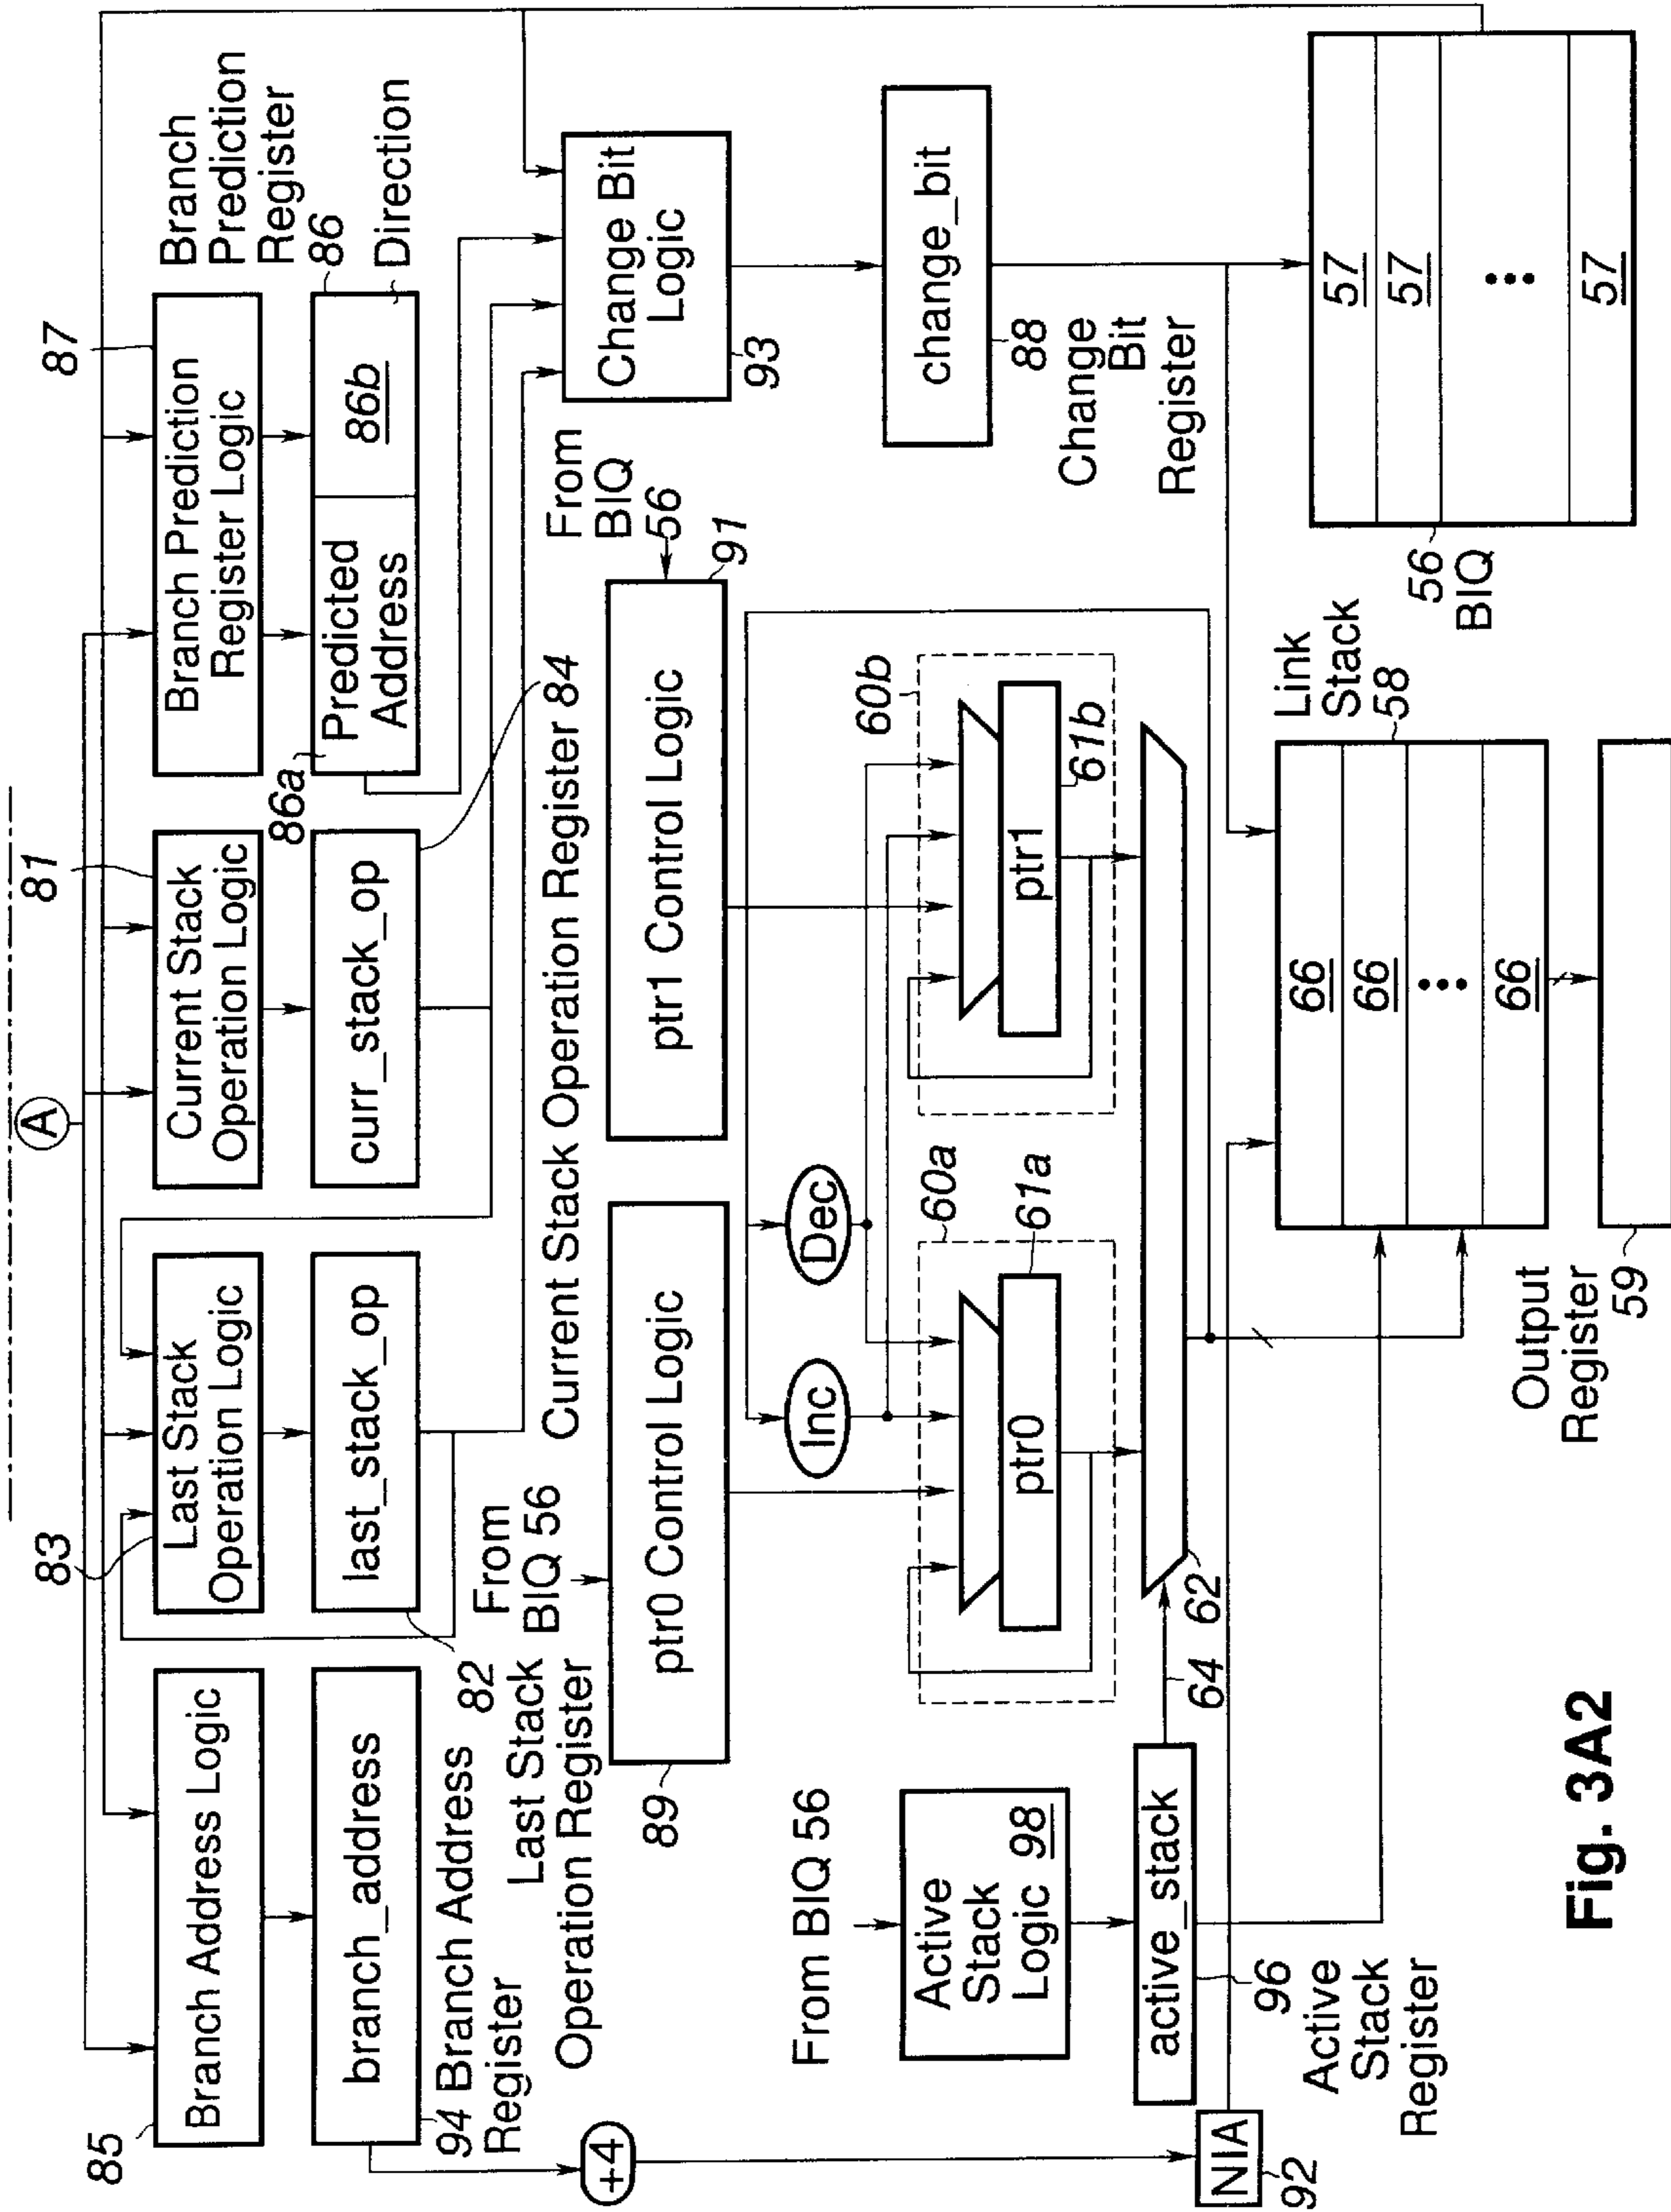 A
85
Branch Address Logic
branch_address
94 Branch Address
Register
83
Last Stack
Operation Logic
last_stack_op
82
Last Stack
Operation Register
81
Current Stack
Operation Logic
curr_stack_op
Current Stack Operation Register 84
87
Branch Prediction
Register Logic
Branch
Prediction
Register
86
86a
Predicted
Address
86b
Direction
From
BIQ 56
ptr0 Control Logic
89
From
BIQ
56
ptr1 Control Logic
91
Change Bit
Logic
93
change_bit
88
Change
Bit
Register
+4
From BIQ 56
Active
Stack
Logic 98
active_stack
96
Active
Stack
Register
NIA
92
Inc
Dec
60a
61a
ptr0
60b
61b
ptr1
64
62
Link
Stack
58
66
66
66
Output
Register
59
57
57
57
56
BIQ
Fig. 3A2